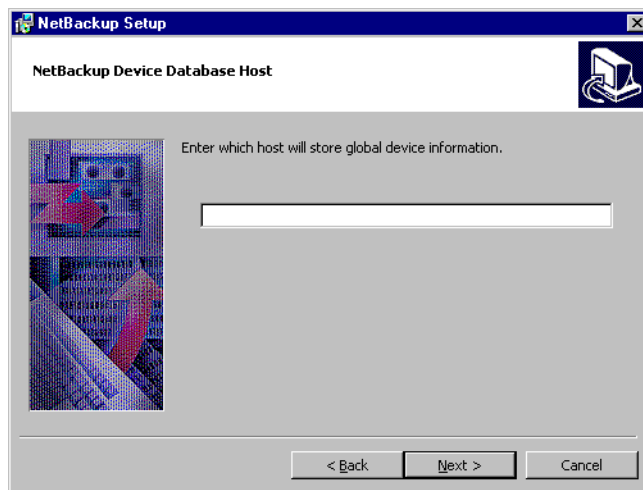 NetBackup Setup
NetBackup Device Database Host
Enter which host will store global device information.
< Back
Next >
Cancel